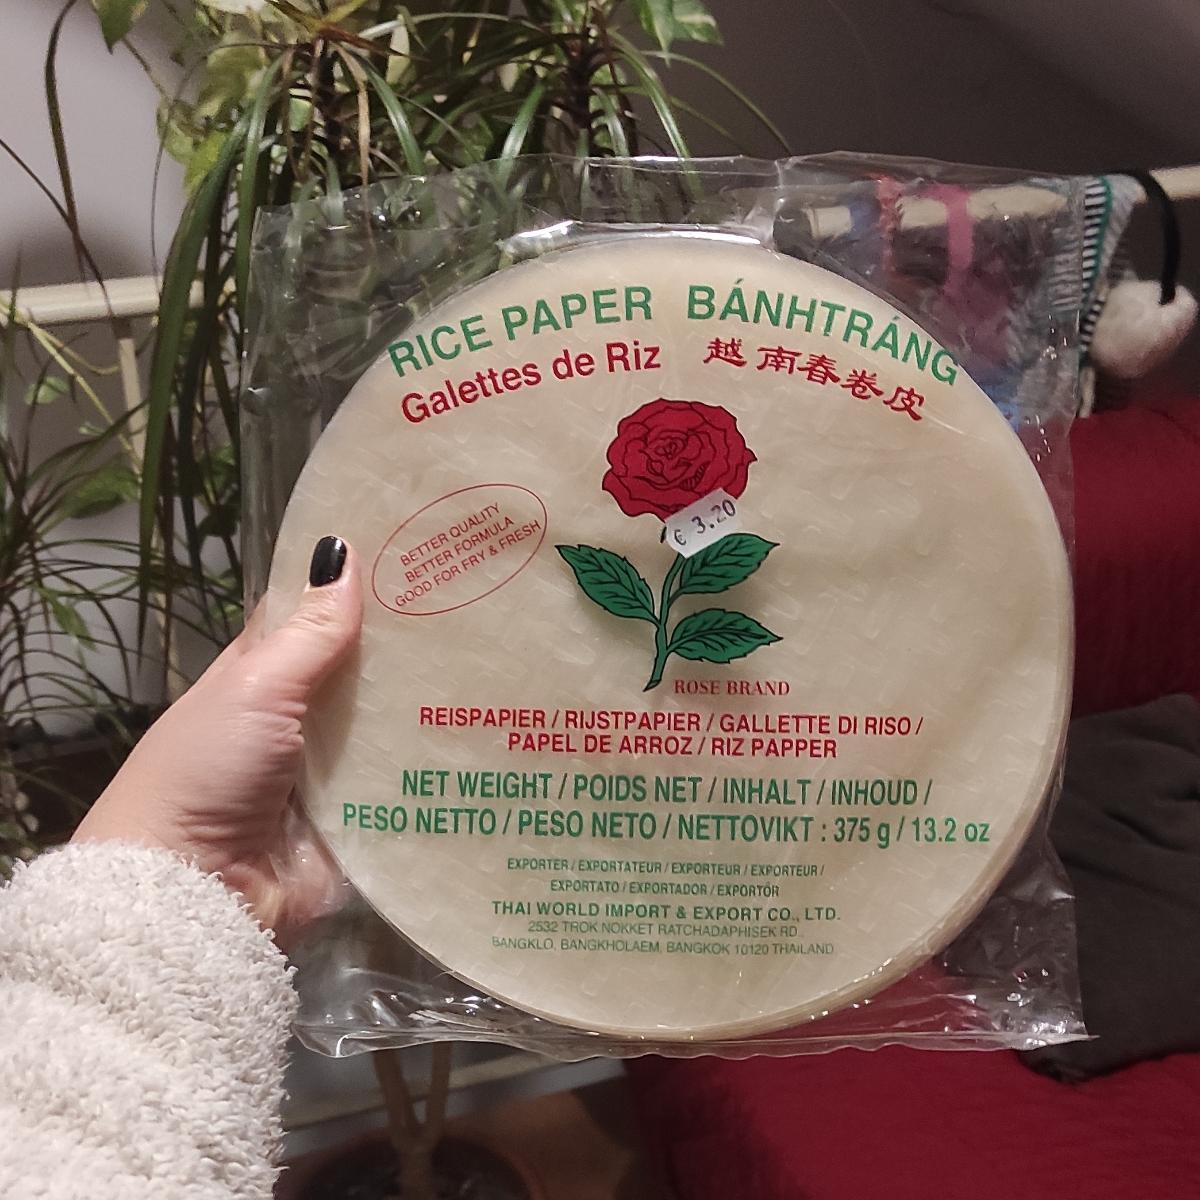 RICE PAPER BÁNHTRÁNG
Galettes de Riz 越南春卷皮
€ 3.20
BETTER QUALITY
BETTER FORMULA
GOOD FOR FRY & FRESH
ROSE BRAND
REISPAPIER / RIJSTPAPIER / GALLETTE DI RISO /
PAPEL DE ARROZ / RIZ PAPPER
NET WEIGHT / POIDS NET / INHALT / INHOUD /
PESO NETTO / PESO NETO / NETTOVIKT : 375 g / 13.2 oz
EXPORTER / EXPORTATEUR / EXPORTEUR / EXPORTEUR /
EXPORTATO / EXPORTADOR / EXPORTÖR
THAI WORLD IMPORT & EXPORT CO., LTD.
2532 TROK NOKKET RATCHADAPHISEK RD.,
BANGKLO, BANGKHOLAEM, BANGKOK 10120 THAILAND